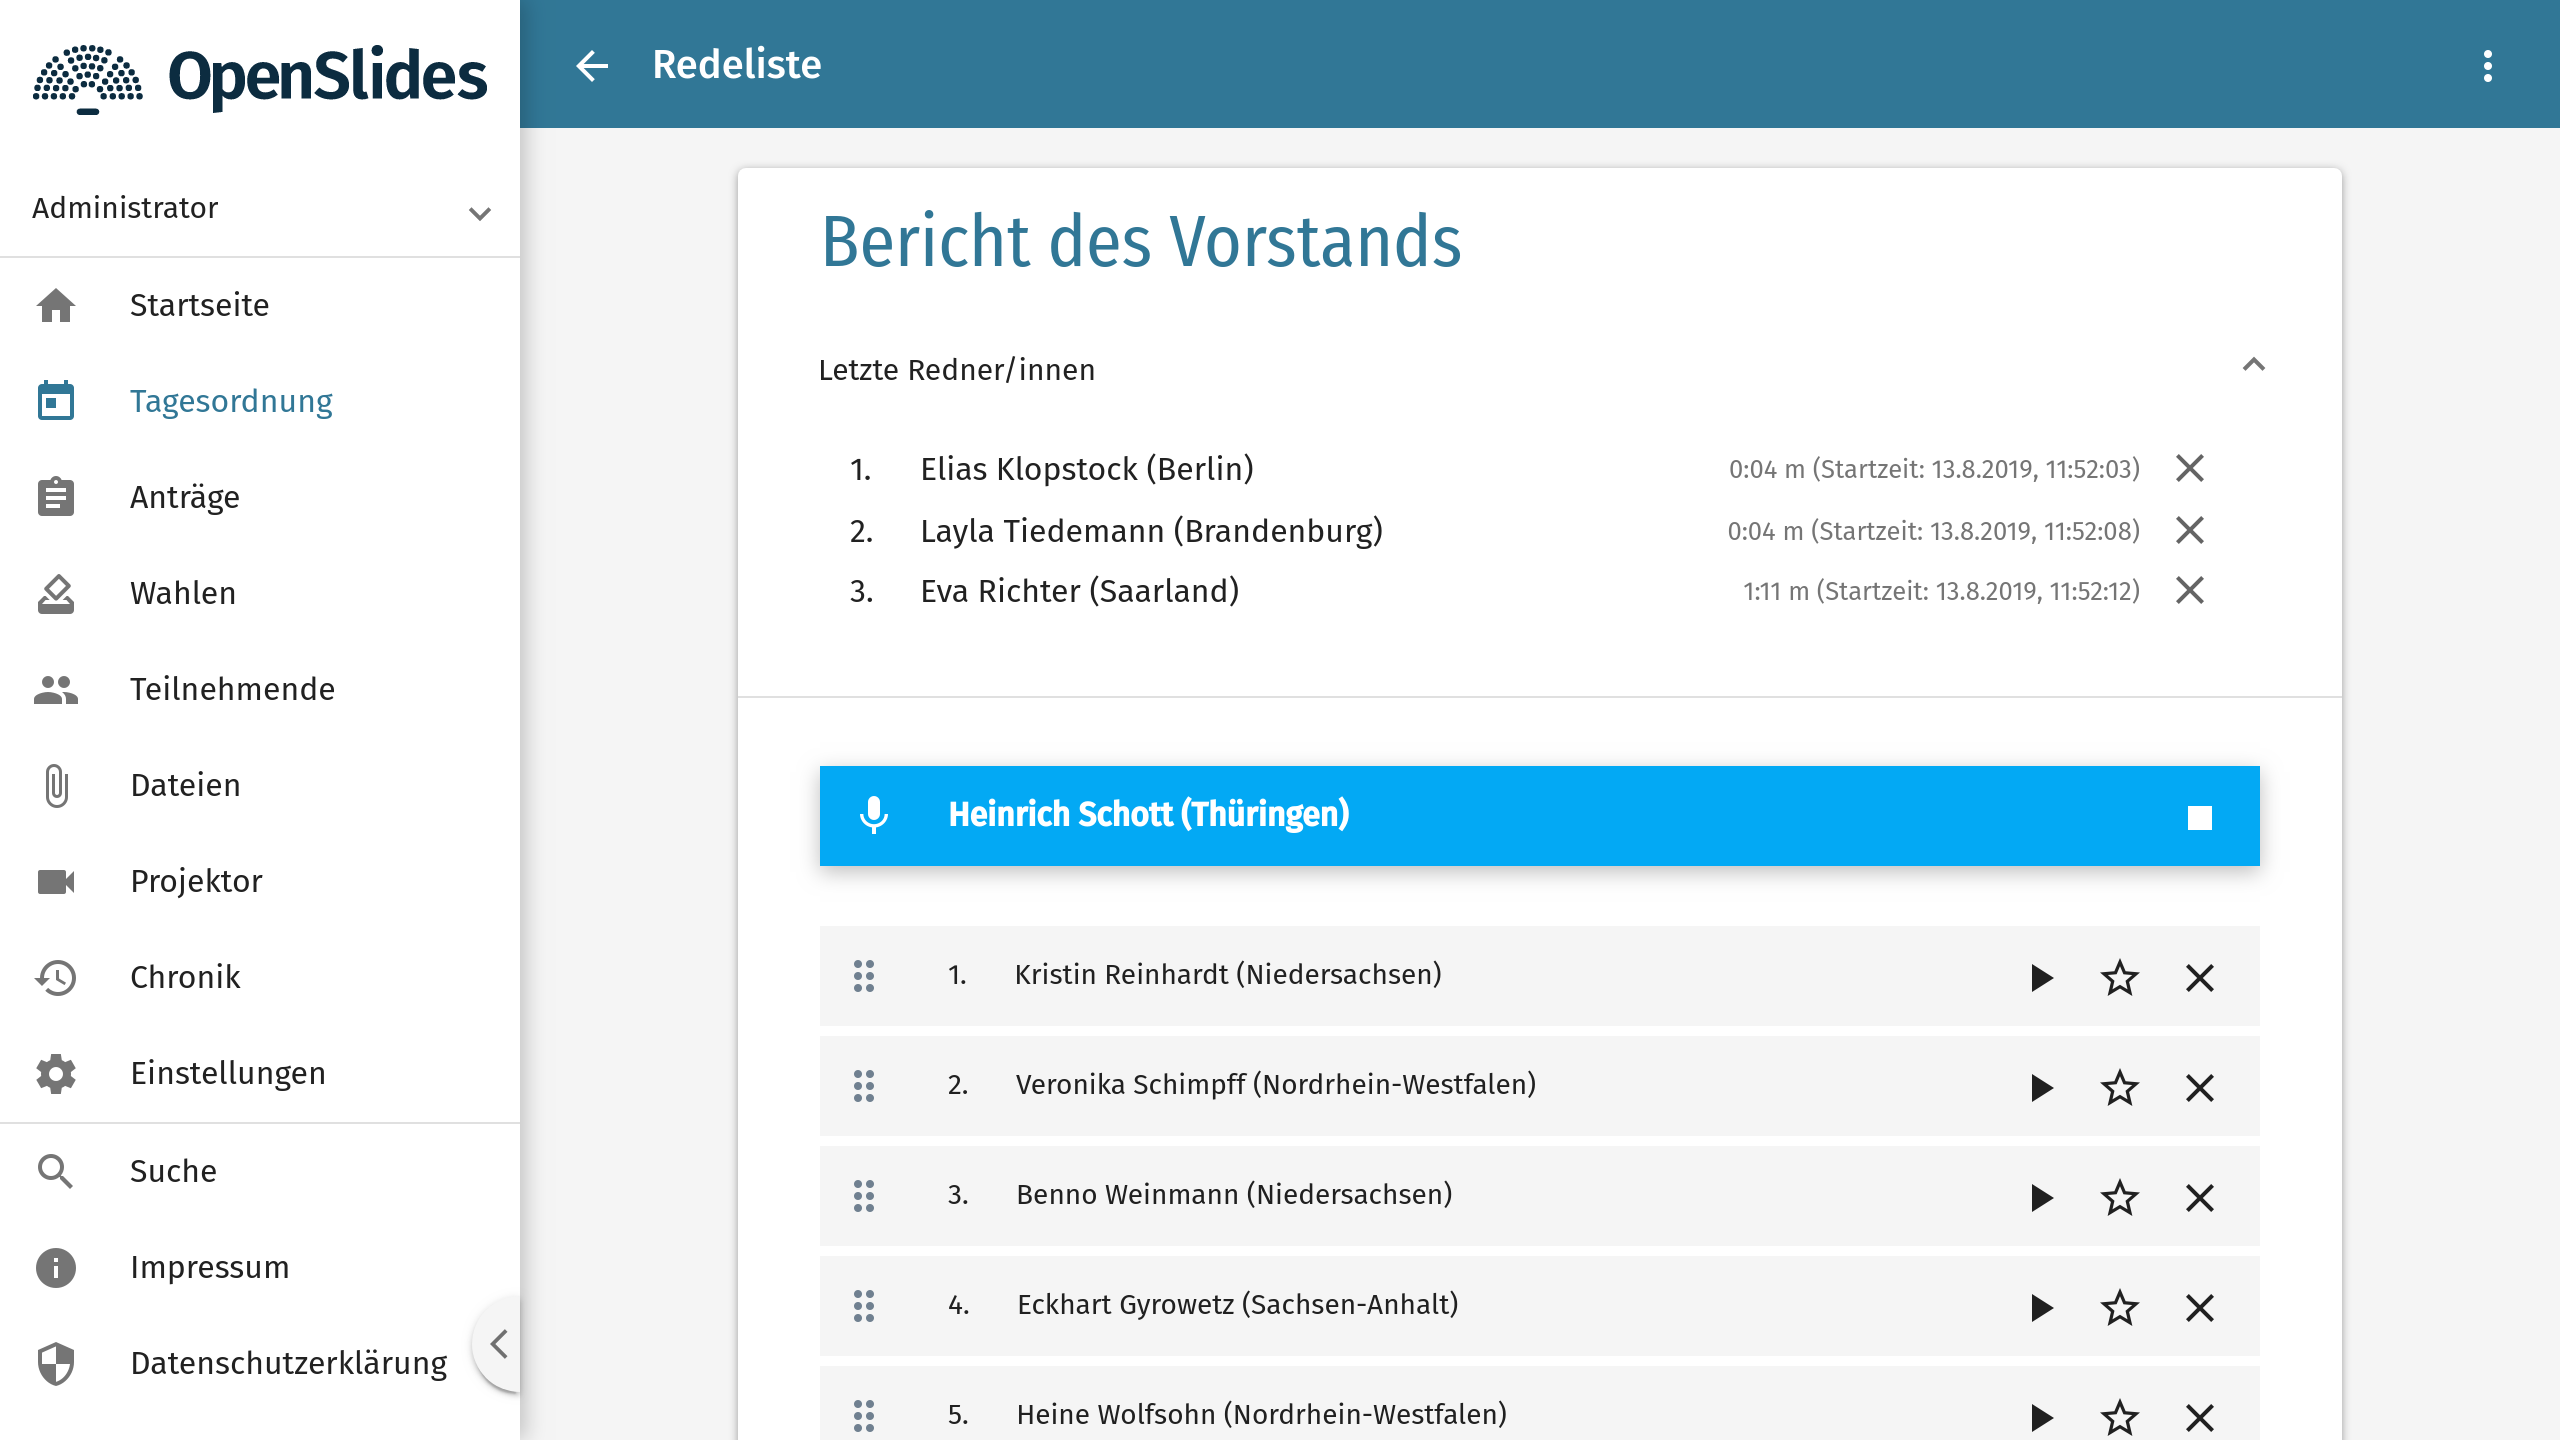 OpenSlides
Administrator
Startseite
Tagesordnung
Anträge
Wahlen
Teilnehmende
Dateien
Projektor
Chronik
Einstellungen
Suche
Impressum
Datenschutzerklärung
Redeliste
Bericht des Vorstands
Letzte Redner/innen
1. Elias Klopstock (Berlin) 0:04 m (Startzeit: 13.8.2019, 11:52:03)
2. Layla Tiedemann (Brandenburg) 0:04 m (Startzeit: 13.8.2019, 11:52:08)
3. Eva Richter (Saarland) 1:11 m (Startzeit: 13.8.2019, 11:52:12)
Heinrich Schott (Thüringen)
1. Kristin Reinhardt (Niedersachsen)
2. Veronika Schimpff (Nordrhein-Westfalen)
3. Benno Weinmann (Niedersachsen)
4. Eckhart Gyrowetz (Sachsen-Anhalt)
5. Heine Wolfsohn (Nordrhein-Westfalen)